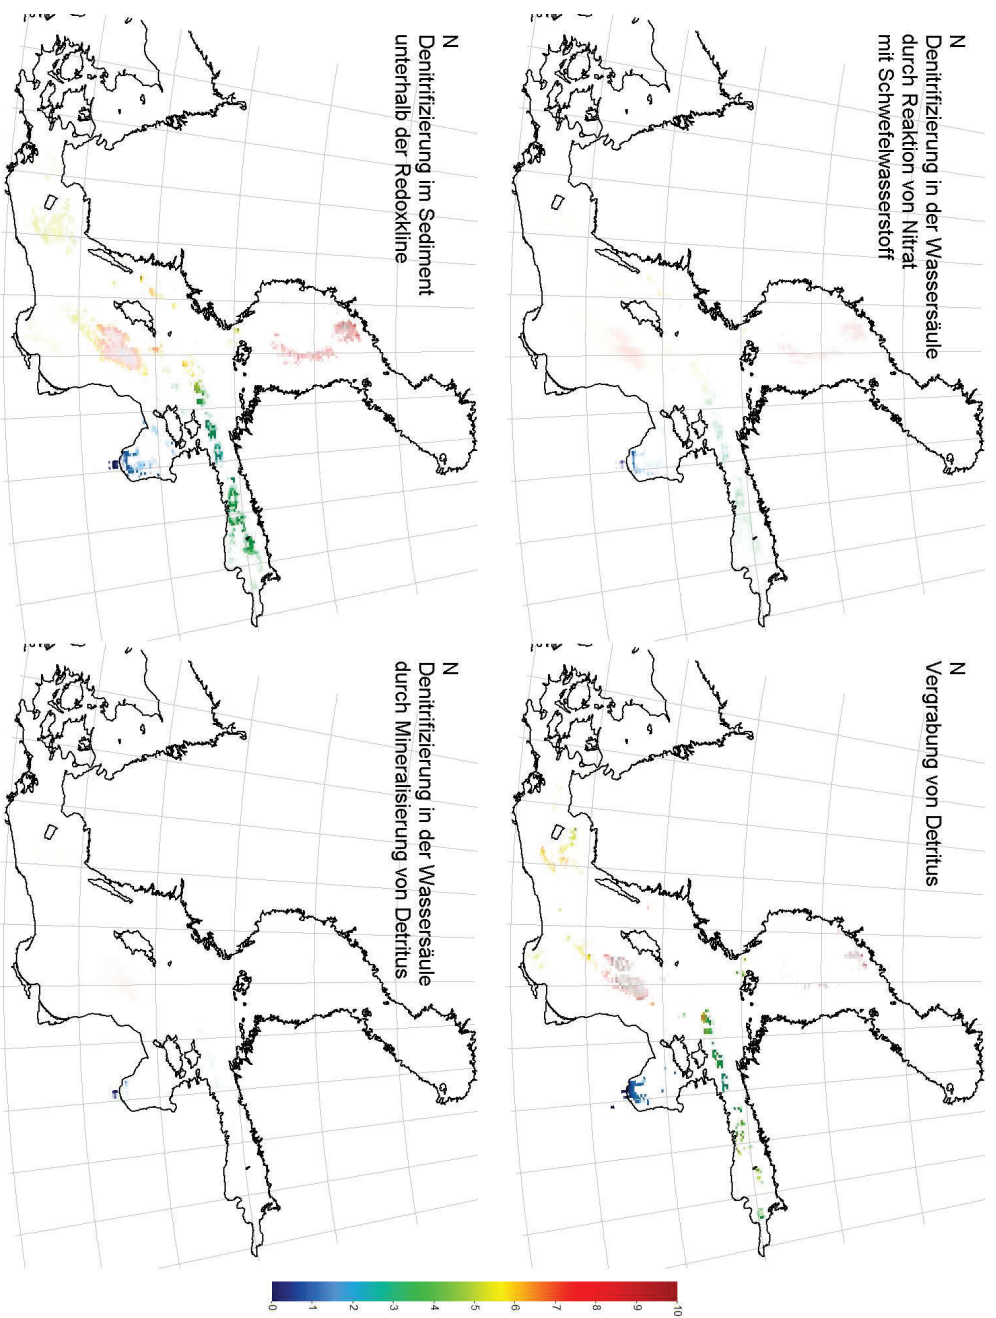 N
Denitrifizierung in der Wassersäule
durch Reaktion von Nitrat
mit Schwefelwasserstoff
N
Vergrabung von Detritus
N
Denitrifizierung im Sediment
unterhalb der Redoxkline
N
Denitrifizierung in der Wassersäule
durch Mineralisierung von Detritus
0
1
2
3
4
5
6
7
8
9
10